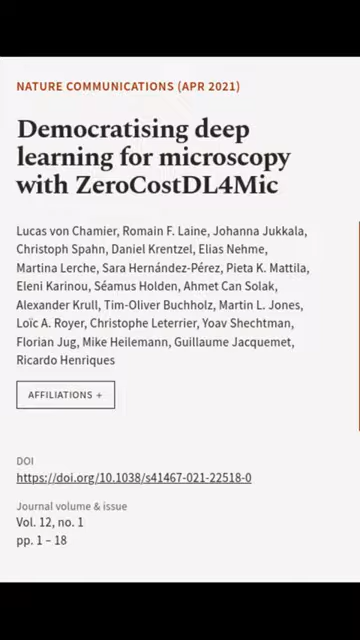 NATURE COMMUNICATIONS (APR 2021)
Democratising deep
learning for microscopy
with ZeroCostDL4Mic
Lucas von Chamier, Romain F. Laine, Johanna Jukkala,
Christoph Spahn, Daniel Krentzel, Elias Nehme,
Martina Lerche, Sara Hernández-Pérez, Pieta K. Mattila,
Eleni Karinou, Séamus Holden, Ahmet Can Solak,
Alexander Krull, Tim-Oliver Buchholz, Martin L. Jones,
Loïc A. Royer, Christophe Leterrier, Yoav Shechtman,
Florian Jug, Mike Heilemann, Guillaume Jacquemet,
Ricardo Henriques
AFFILIATIONS +
DOI
https://doi.org/10.1038/s41467-021-22518-0
Journal volume & issue
Vol. 12, no. 1
pp. 1 – 18